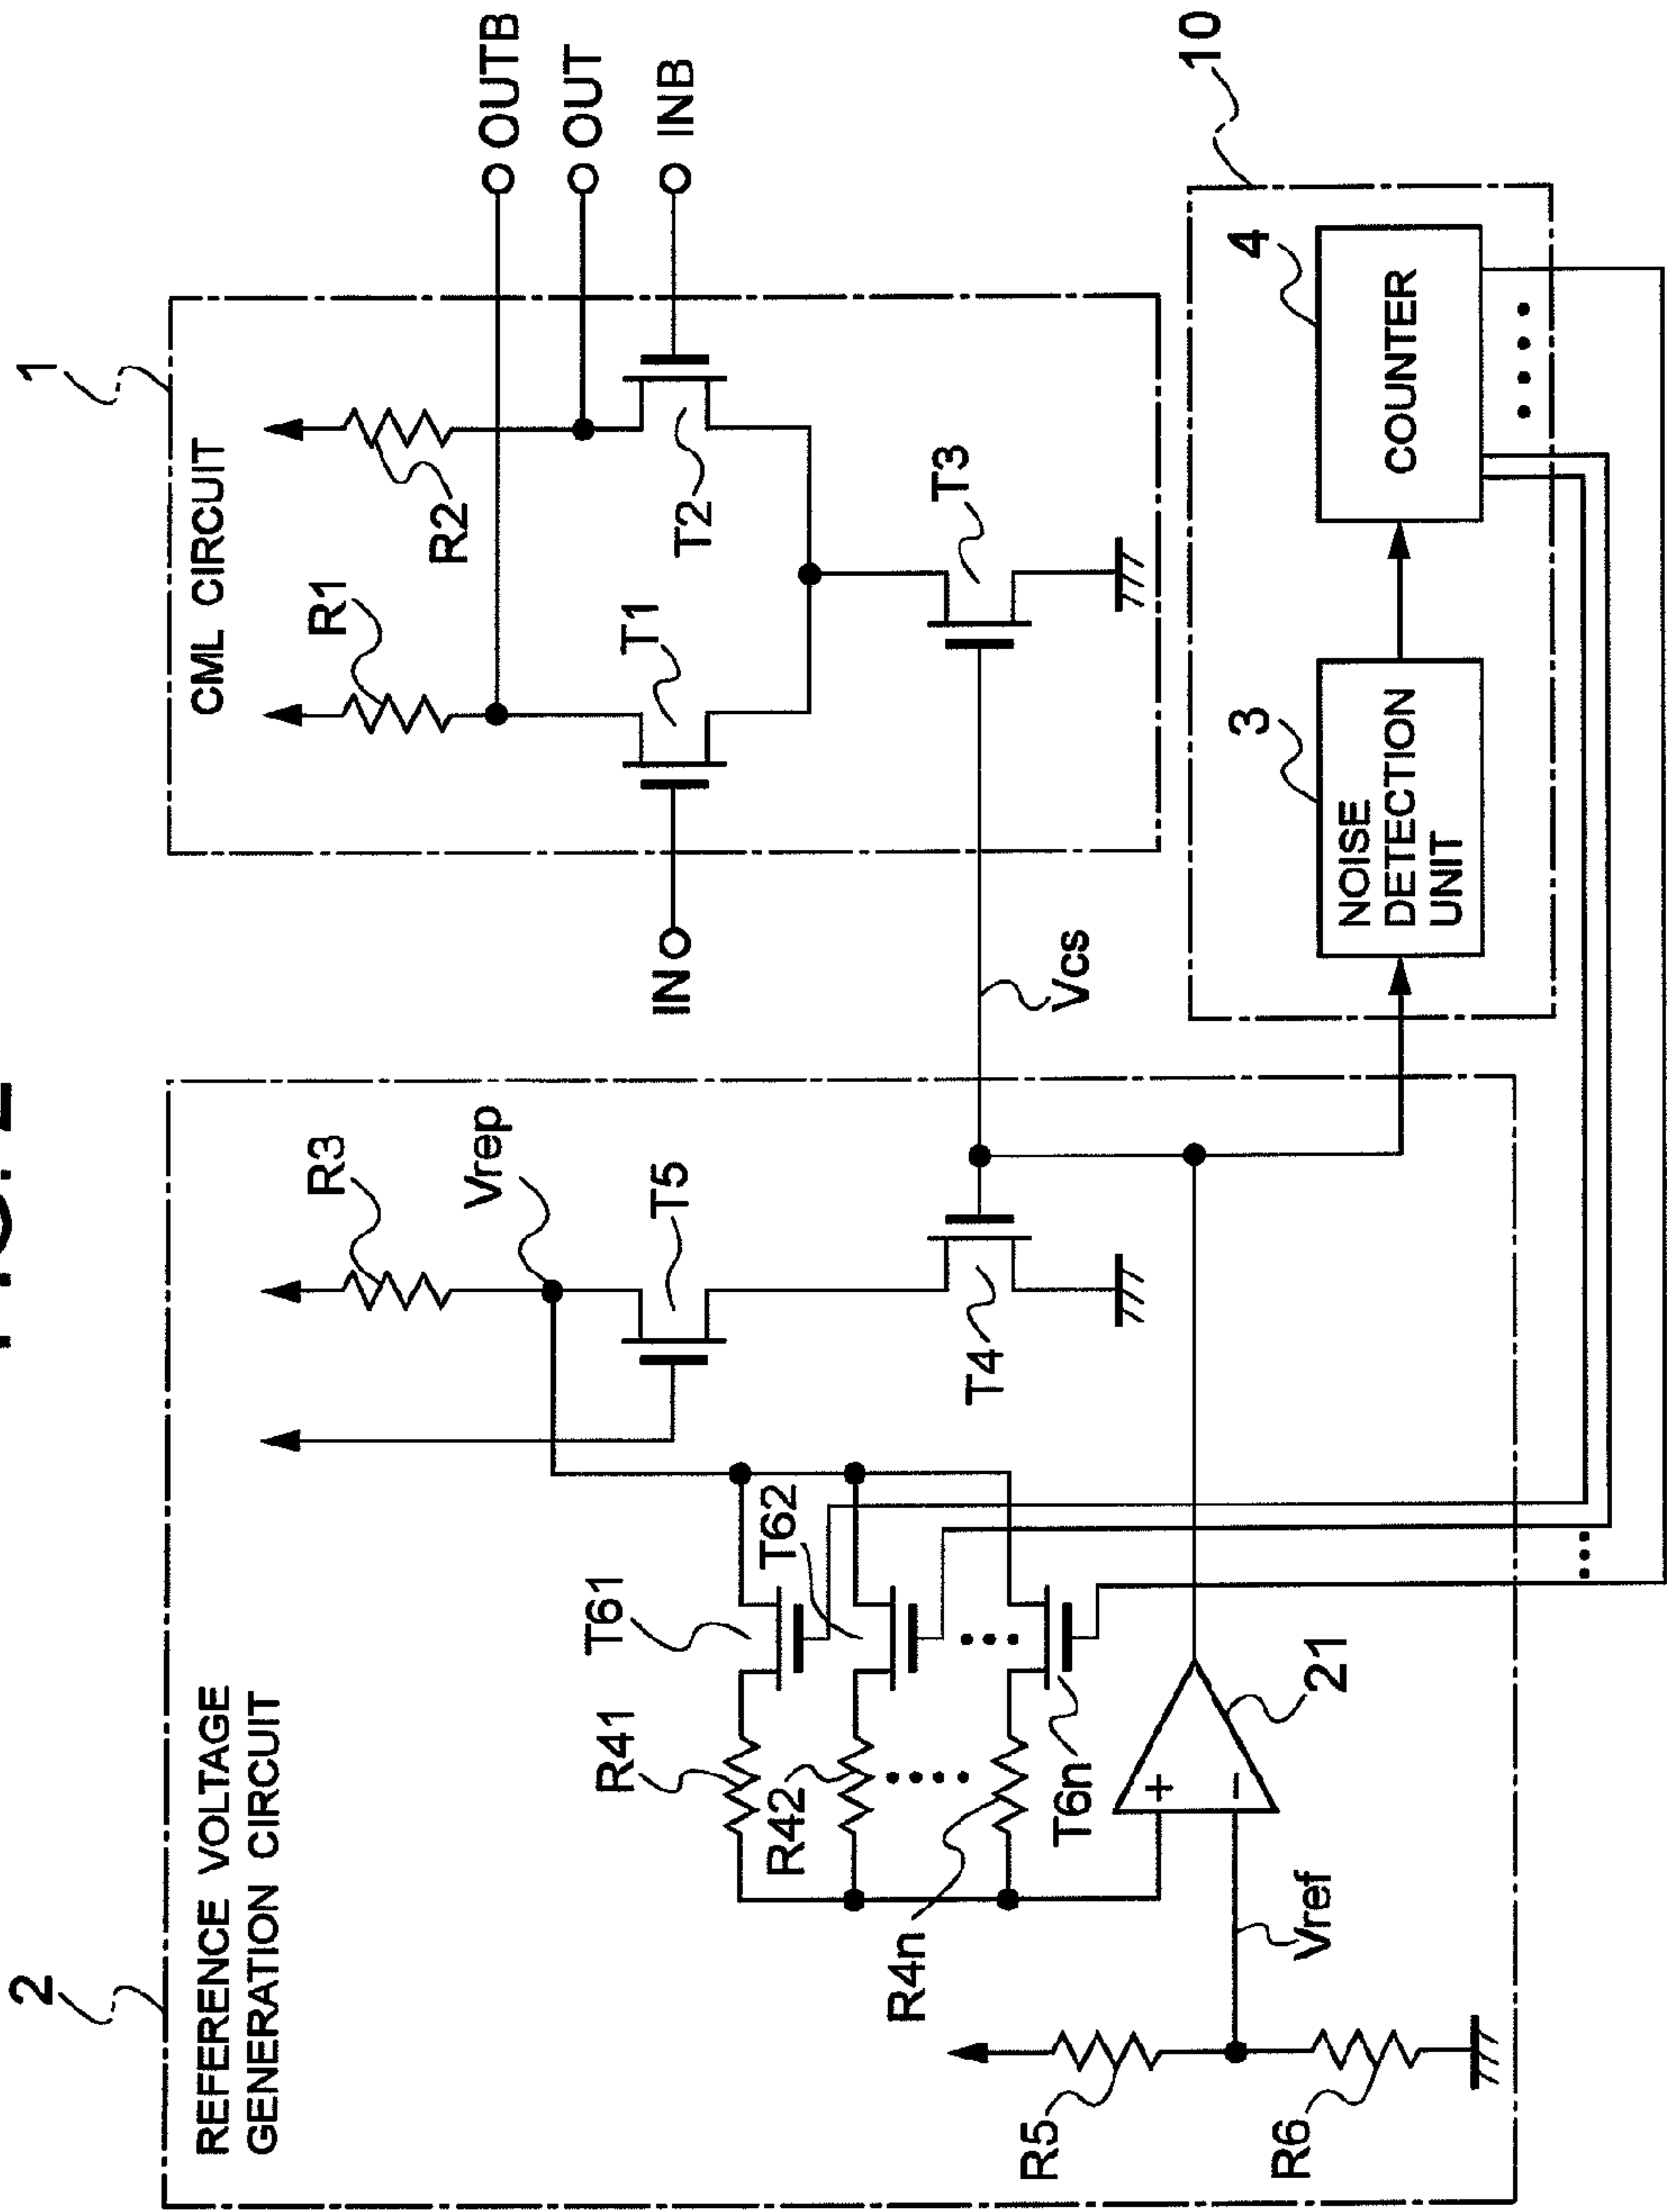 2
REFERENCE VOLTAGE
GENERATION CIRCUIT
R3
Vrep
T5
T4
T61
T62
T6n
R41
R42
R4n
21
+
−
Vref
R5
R6
Vcs
1
CML CIRCUIT
R1
R2
T1
T2
T3
IN
OUTB
OUT
INB
10
3
NOISE
DETECTION
UNIT
4
COUNTER